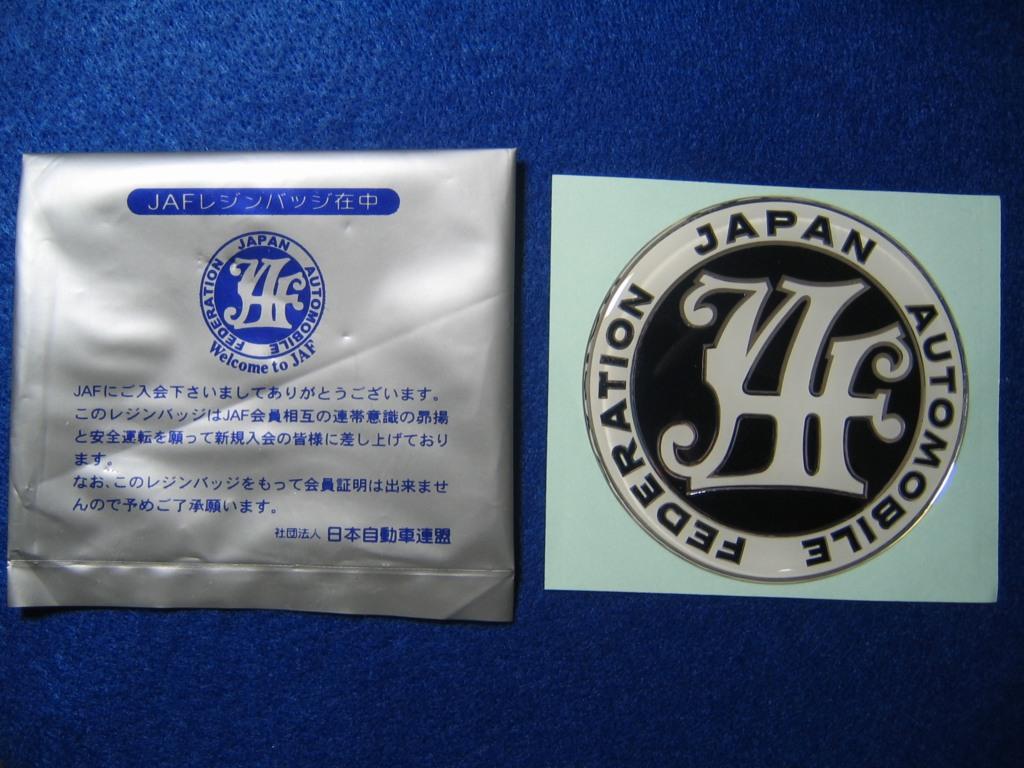 JAFレジンバッジ在中
JAPAN AUTOMOBILE FEDERATION
JAF
Welcome to JAF
JAFにご入会下さいましてありがとうございます。
このレジンバッジはJAF会員相互の連帯意識の昴揚
と安全運転を願って新規入会の皆様に差し上げており
ます。
なお、このレジンバッジをもって会員証明は出来ませ
んので予めご了承願います。
社団法人 日本自動車連盟
JAPAN AUTOMOBILE FEDERATION
JAF